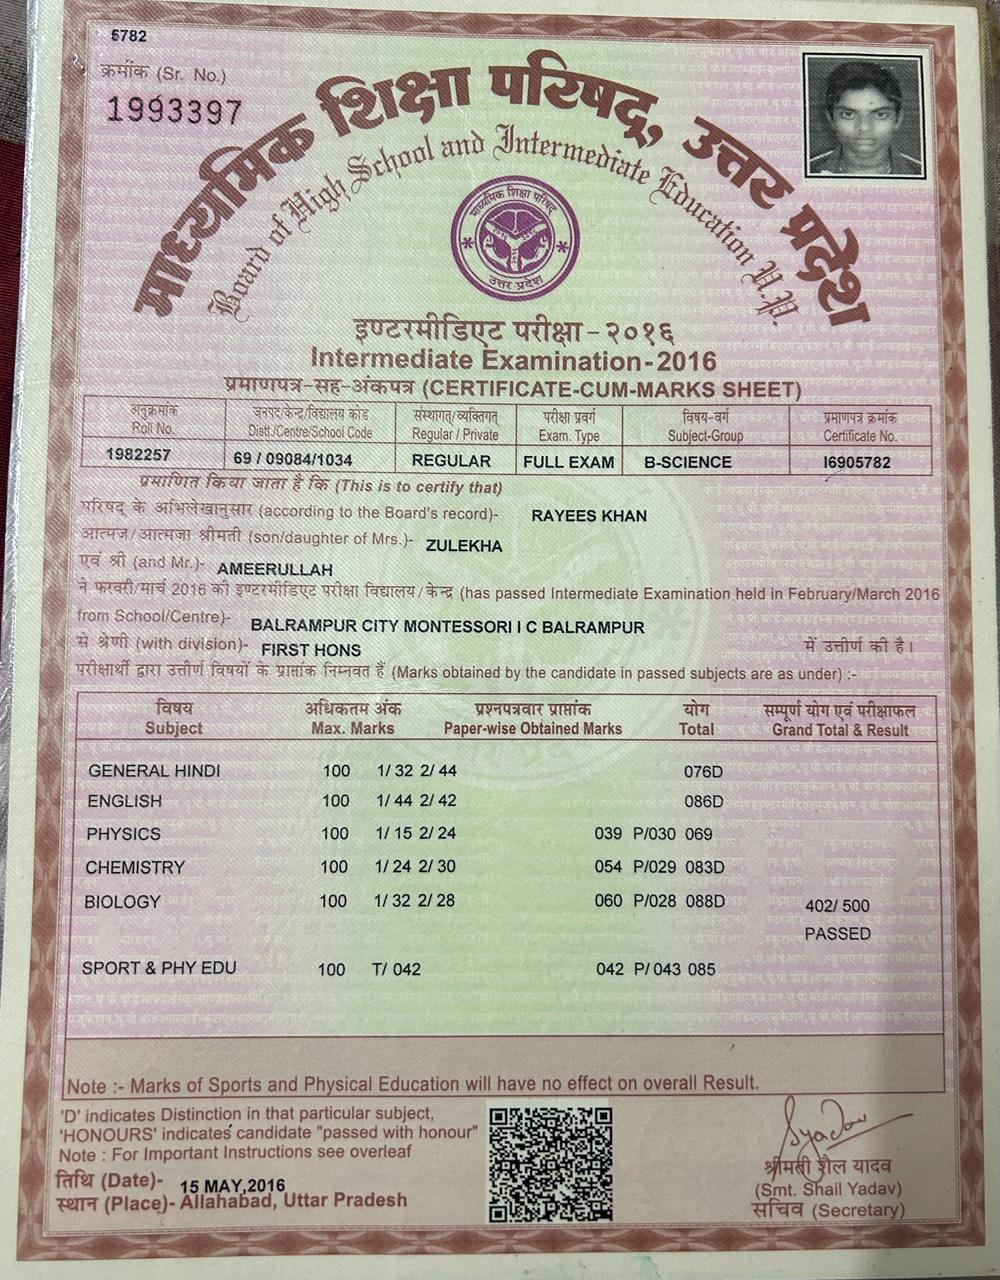 5782
क्रमांक (Sr. No.)
1993397
माध्यमिक शिक्षा परिषद्, उत्तर प्रदेश
Board of High School and Intermediate Education U.P.
माध्यमिक शिक्षा परिषद
उत्तर प्रदेश
इण्टरमीडिएट परीक्षा - २०१६
Intermediate Examination - 2016
प्रमाणपत्र-सह-अंकपत्र (CERTIFICATE-CUM-MARKS SHEET)
अनुक्रमांक जनपद/केन्द्र/विद्यालय कोड संस्थागत्/व्यक्तिगत् परीक्षा प्रवर्ग विषय-वर्ग प्रमाणपत्र क्रमांक
Roll No. Distt./Centre/School Code Regular / Private Exam. Type Subject-Group Certificate No.
1982257 69 / 09084/1034 REGULAR FULL EXAM B-SCIENCE I6905782
प्रमाणित किया जाता है कि (This is to certify that)
परिषद् के अभिलेखानुसार (according to the Board's record)- RAYEES KHAN
आत्मज/आत्मजा श्रीमती (son/daughter of Mrs.)- ZULEKHA
एवं श्री (and Mr.)- AMEERULLAH
ने फरवरी/मार्च 2016 की इण्टरमीडिएट परीक्षा विद्यालय/केन्द्र (has passed Intermediate Examination held in February/March 2016
from School/Centre)- BALRAMPUR CITY MONTESSORI I C BALRAMPUR
से श्रेणी (with division)- FIRST HONS में उत्तीर्ण की है।
परीक्षार्थी द्वारा उत्तीर्ण विषयों के प्राप्तांक निम्नवत हैं (Marks obtained by the candidate in passed subjects are as under) :-
विषय अधिकतम अंक प्रश्नपत्रवार प्राप्तांक योग सम्पूर्ण योग एवं परीक्षाफल
Subject Max. Marks Paper-wise Obtained Marks Total Grand Total & Result
GENERAL HINDI 100 1/ 32 2/ 44 076D
ENGLISH 100 1/ 44 2/ 42 086D
PHYSICS 100 1/ 15 2/ 24 039 P/030 069
CHEMISTRY 100 1/ 24 2/ 30 054 P/029 083D
BIOLOGY 100 1/ 32 2/ 28 060 P/028 088D 402/ 500
PASSED
SPORT & PHY EDU 100 T/ 042 042 P/ 043 085
Note :- Marks of Sports and Physical Education will have no effect on overall Result.
'D' indicates Distinction in that particular subject,
'HONOURS' indicates candidate "passed with honour"
Note : For Important Instructions see overleaf
तिथि (Date)- 15 MAY,2016
स्थान (Place)- Allahabad, Uttar Pradesh
SYadav
श्रीमती शैल यादव
(Smt. Shail Yadav)
सचिव (Secretary)